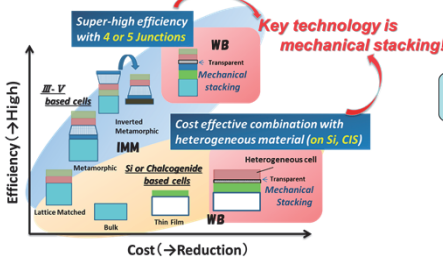 Super-high efficiency
with 4 or 5 Junctions
Key technology is
mechanical stacking!
WB
Transparent
Mechanical
stacking
III-V
based cells
Inverted
Metamorphic
IMM
Metamorphic
Cost effective combination with
heterogeneous material (on Si, CIS)
Si or Chalcogenide
based cells
Heterogeneous cell
Transparent
Mechanical
Stacking
Lattice Matched
Bulk
Thin Film
WB
Efficiency(→High)
Cost(→Reduction)